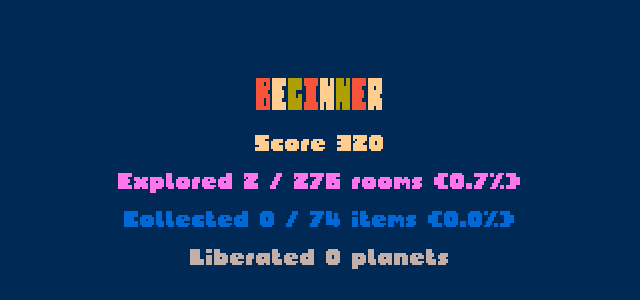 BEGINNER
Score 320
Explored 2 / 276 rooms (0.7%)
Collected 0 / 74 items (0.0%)
Liberated 0 planets